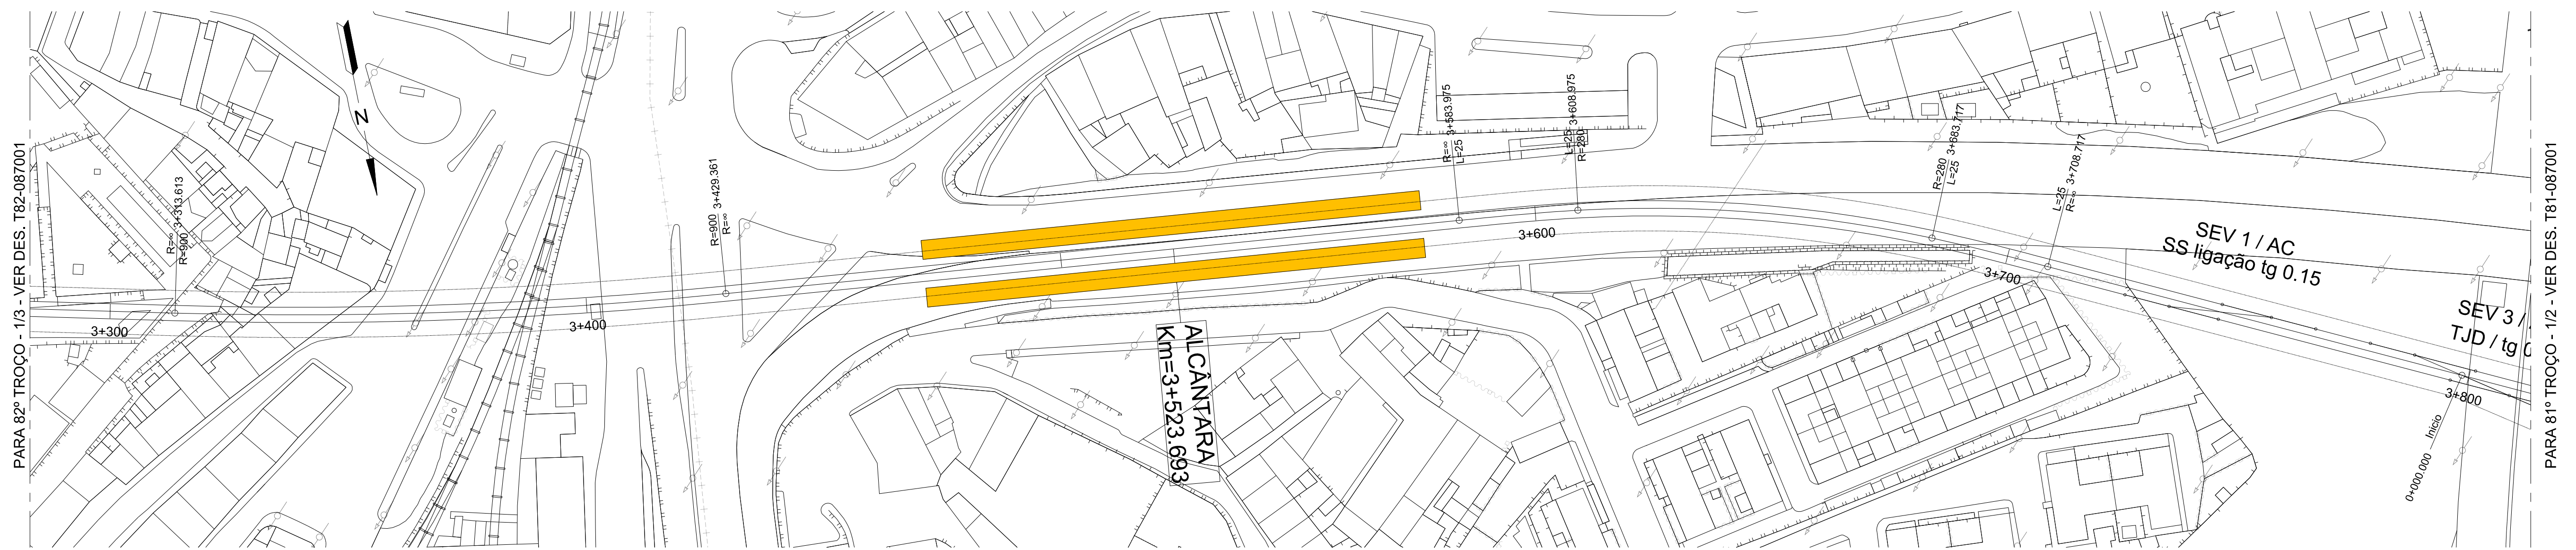 PARA 82º TROÇO - 1/3 - VER DES. T82-087001
N
R=∞ 3+313.613
R=900
3+300
3+400
R=900 3+429.361
R=∞
ALCÂNTARA
Km=3+523.693
R=∞ 3+583.975
L=25
L=25 3+608.975
R=280
3+600
R=280 3+683.717
L=25
L=25 3+708.717
R=∞
3+700
SEV 1 / AC
SS ligação tg 0.15
SEV 3 /
TJD / tg 0
3+800
0+000.000 Inicio
PARA 81º TROÇO - 1/2 - VER DES. T81-087001